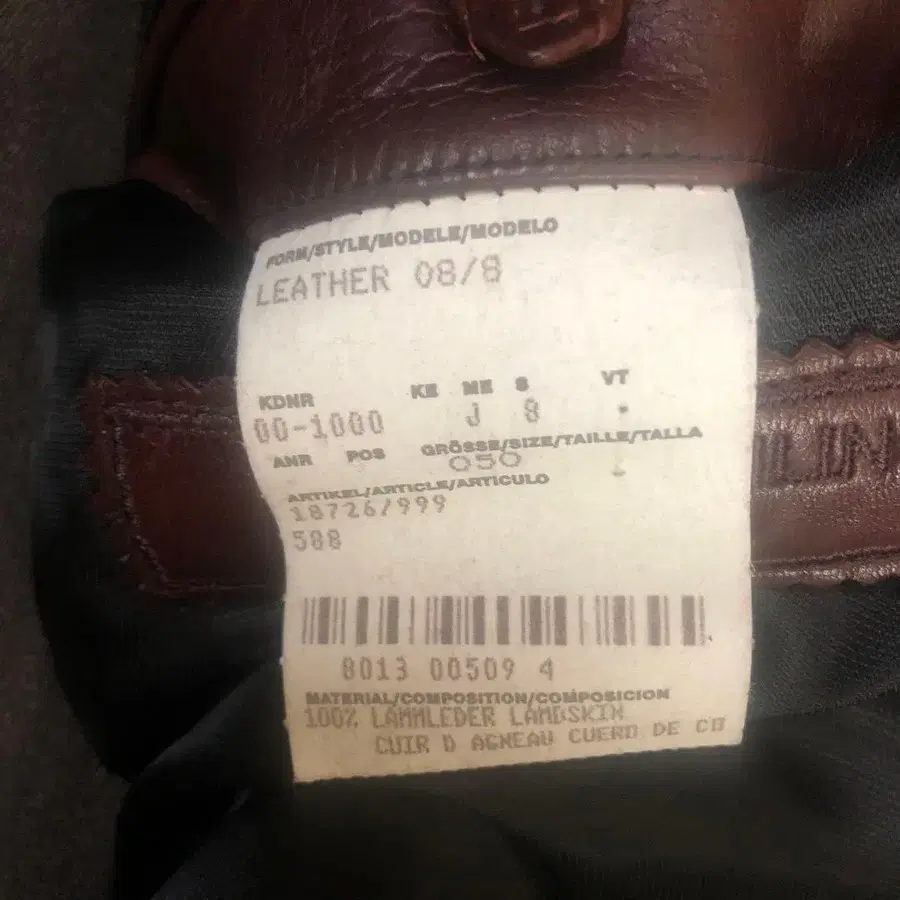 FORM/STYLE/MODELE/MODELO
LEATHER 08/8
KDNR KE ME S VT
00-1000 J 8
ANR POS GRÖSSE/SIZE/TAILLE/TALLA
050
ARTIKEL/ARTICLE/ARTICULO
18726/999
588
8013 00509 4
MATERIAL/COMPOSITION/COMPOSICION
100% LAMMLEDER LAMBSKIN
CUIR D AGNEAU CUERO DE CO